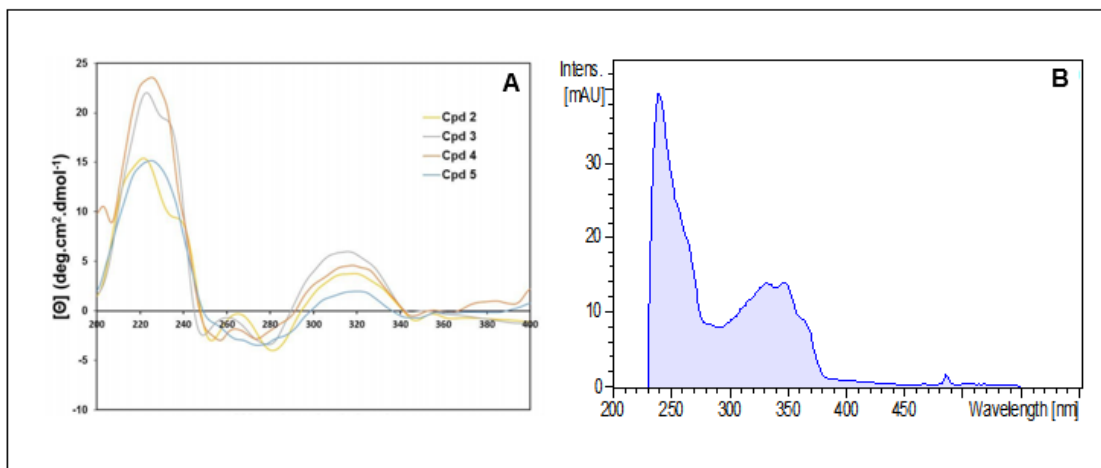 A
[Θ] (deg.cm².dmol⁻¹)
25
20
15
10
5
0
-5
-10
200 220 240 260 280 300 320 340 360 380 400
Cpd 2
Cpd 3
Cpd 4
Cpd 5
B
Intens.
[mAU]
30
20
10
0
200 250 300 350 400 450 Wavelength [nm]